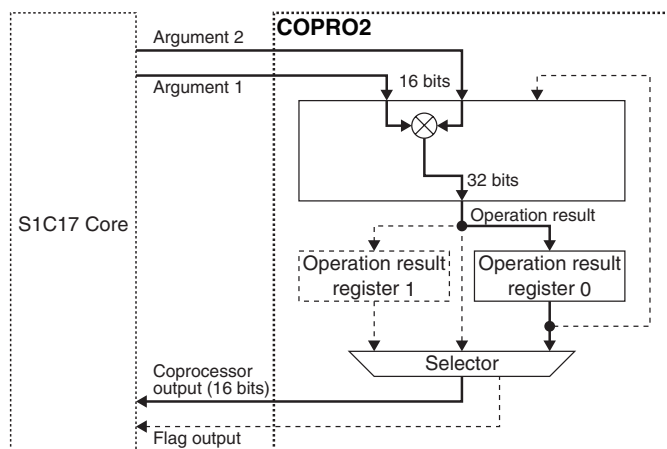 COPRO2
Argument 2
Argument 1
16 bits
32 bits
S1C17 Core
Operation result
Operation result
register 1
Operation result
register 0
Selector
Coprocessor
output (16 bits)
Flag output